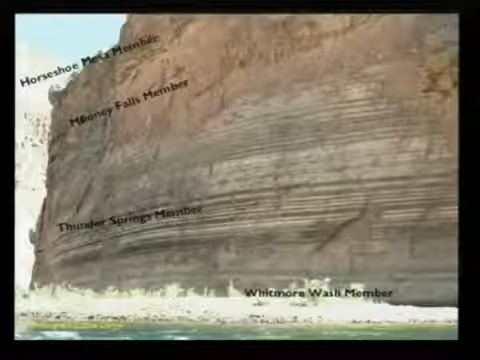 Horseshoe Mesa Member
Mooney Falls Member
Thunder Springs Member
Whitmore Wash Member